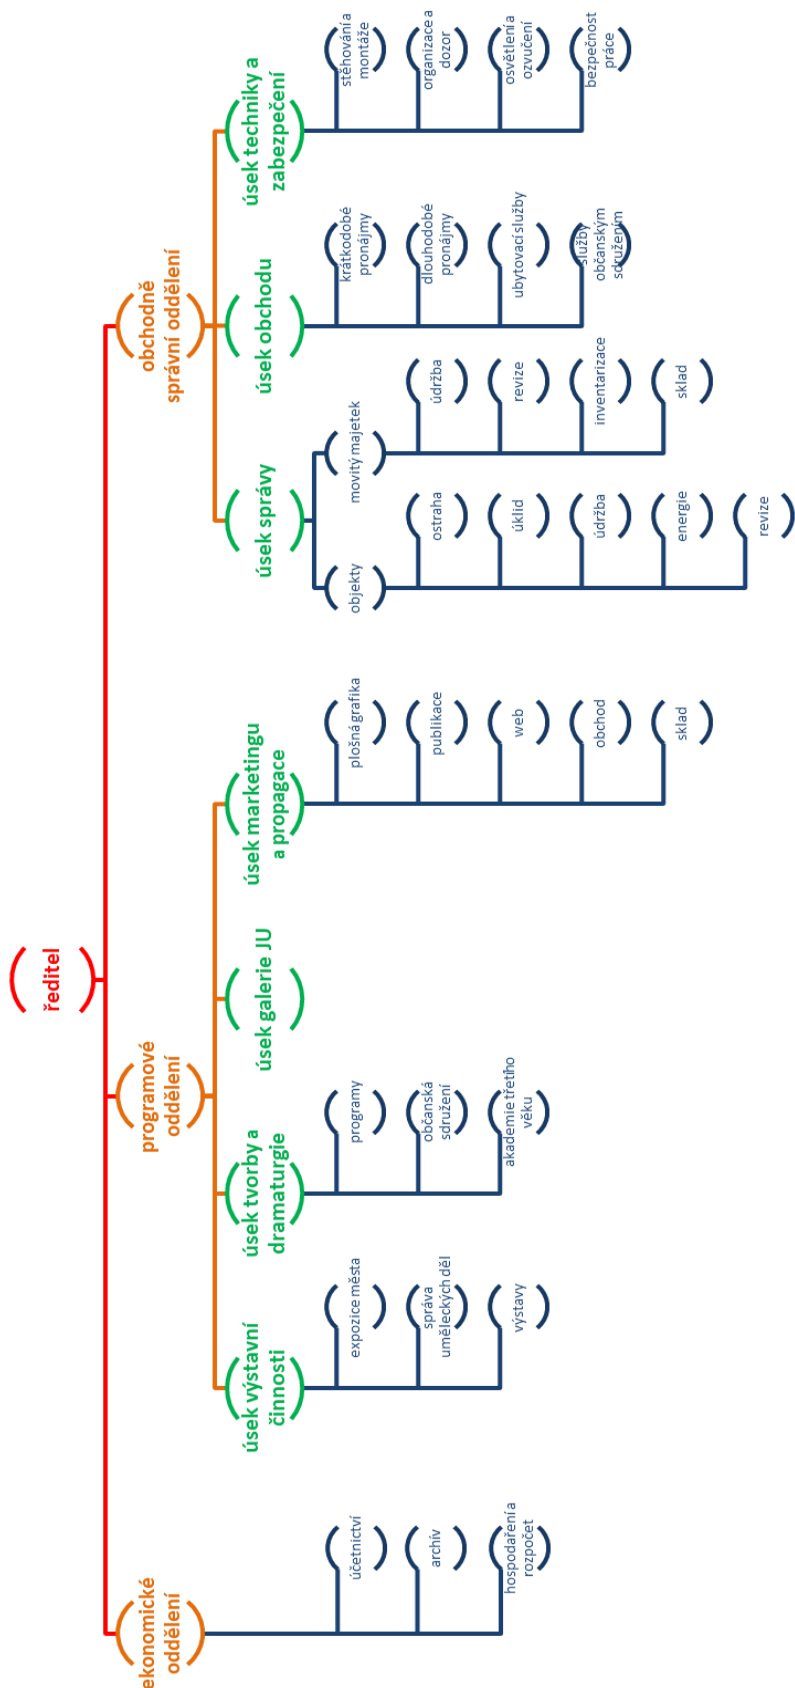 ředitel
ekonomické
oddělení
účetnictví
archív
hospodaření a
rozpočet
programové
oddělení
úsek výstavní
činnosti
expozice města
správa
uměleckých děl
výstavy
úsek tvorby a
dramaturgie
programy
občanská
sdružení
akademie třetího
věku
úsek galerie JU
úsek marketingu
a propagace
plošná grafika
publikace
web
obchod
sklad
obchodně
správní oddělení
úsek správy
objekty
ostraha
úklid
údržba
energie
revize
movitý majetek
údržba
revize
inventarizace
sklad
úsek obchodu
krátkodobé
pronájmy
dlouhodobé
pronájmy
ubytovací služby
služby
občanským
sdružením
úsek techniky a
zabezpečení
stěhování a
montáže
organizace a
dozor
osvětlení a
ozvučení
bezpečnost
práce